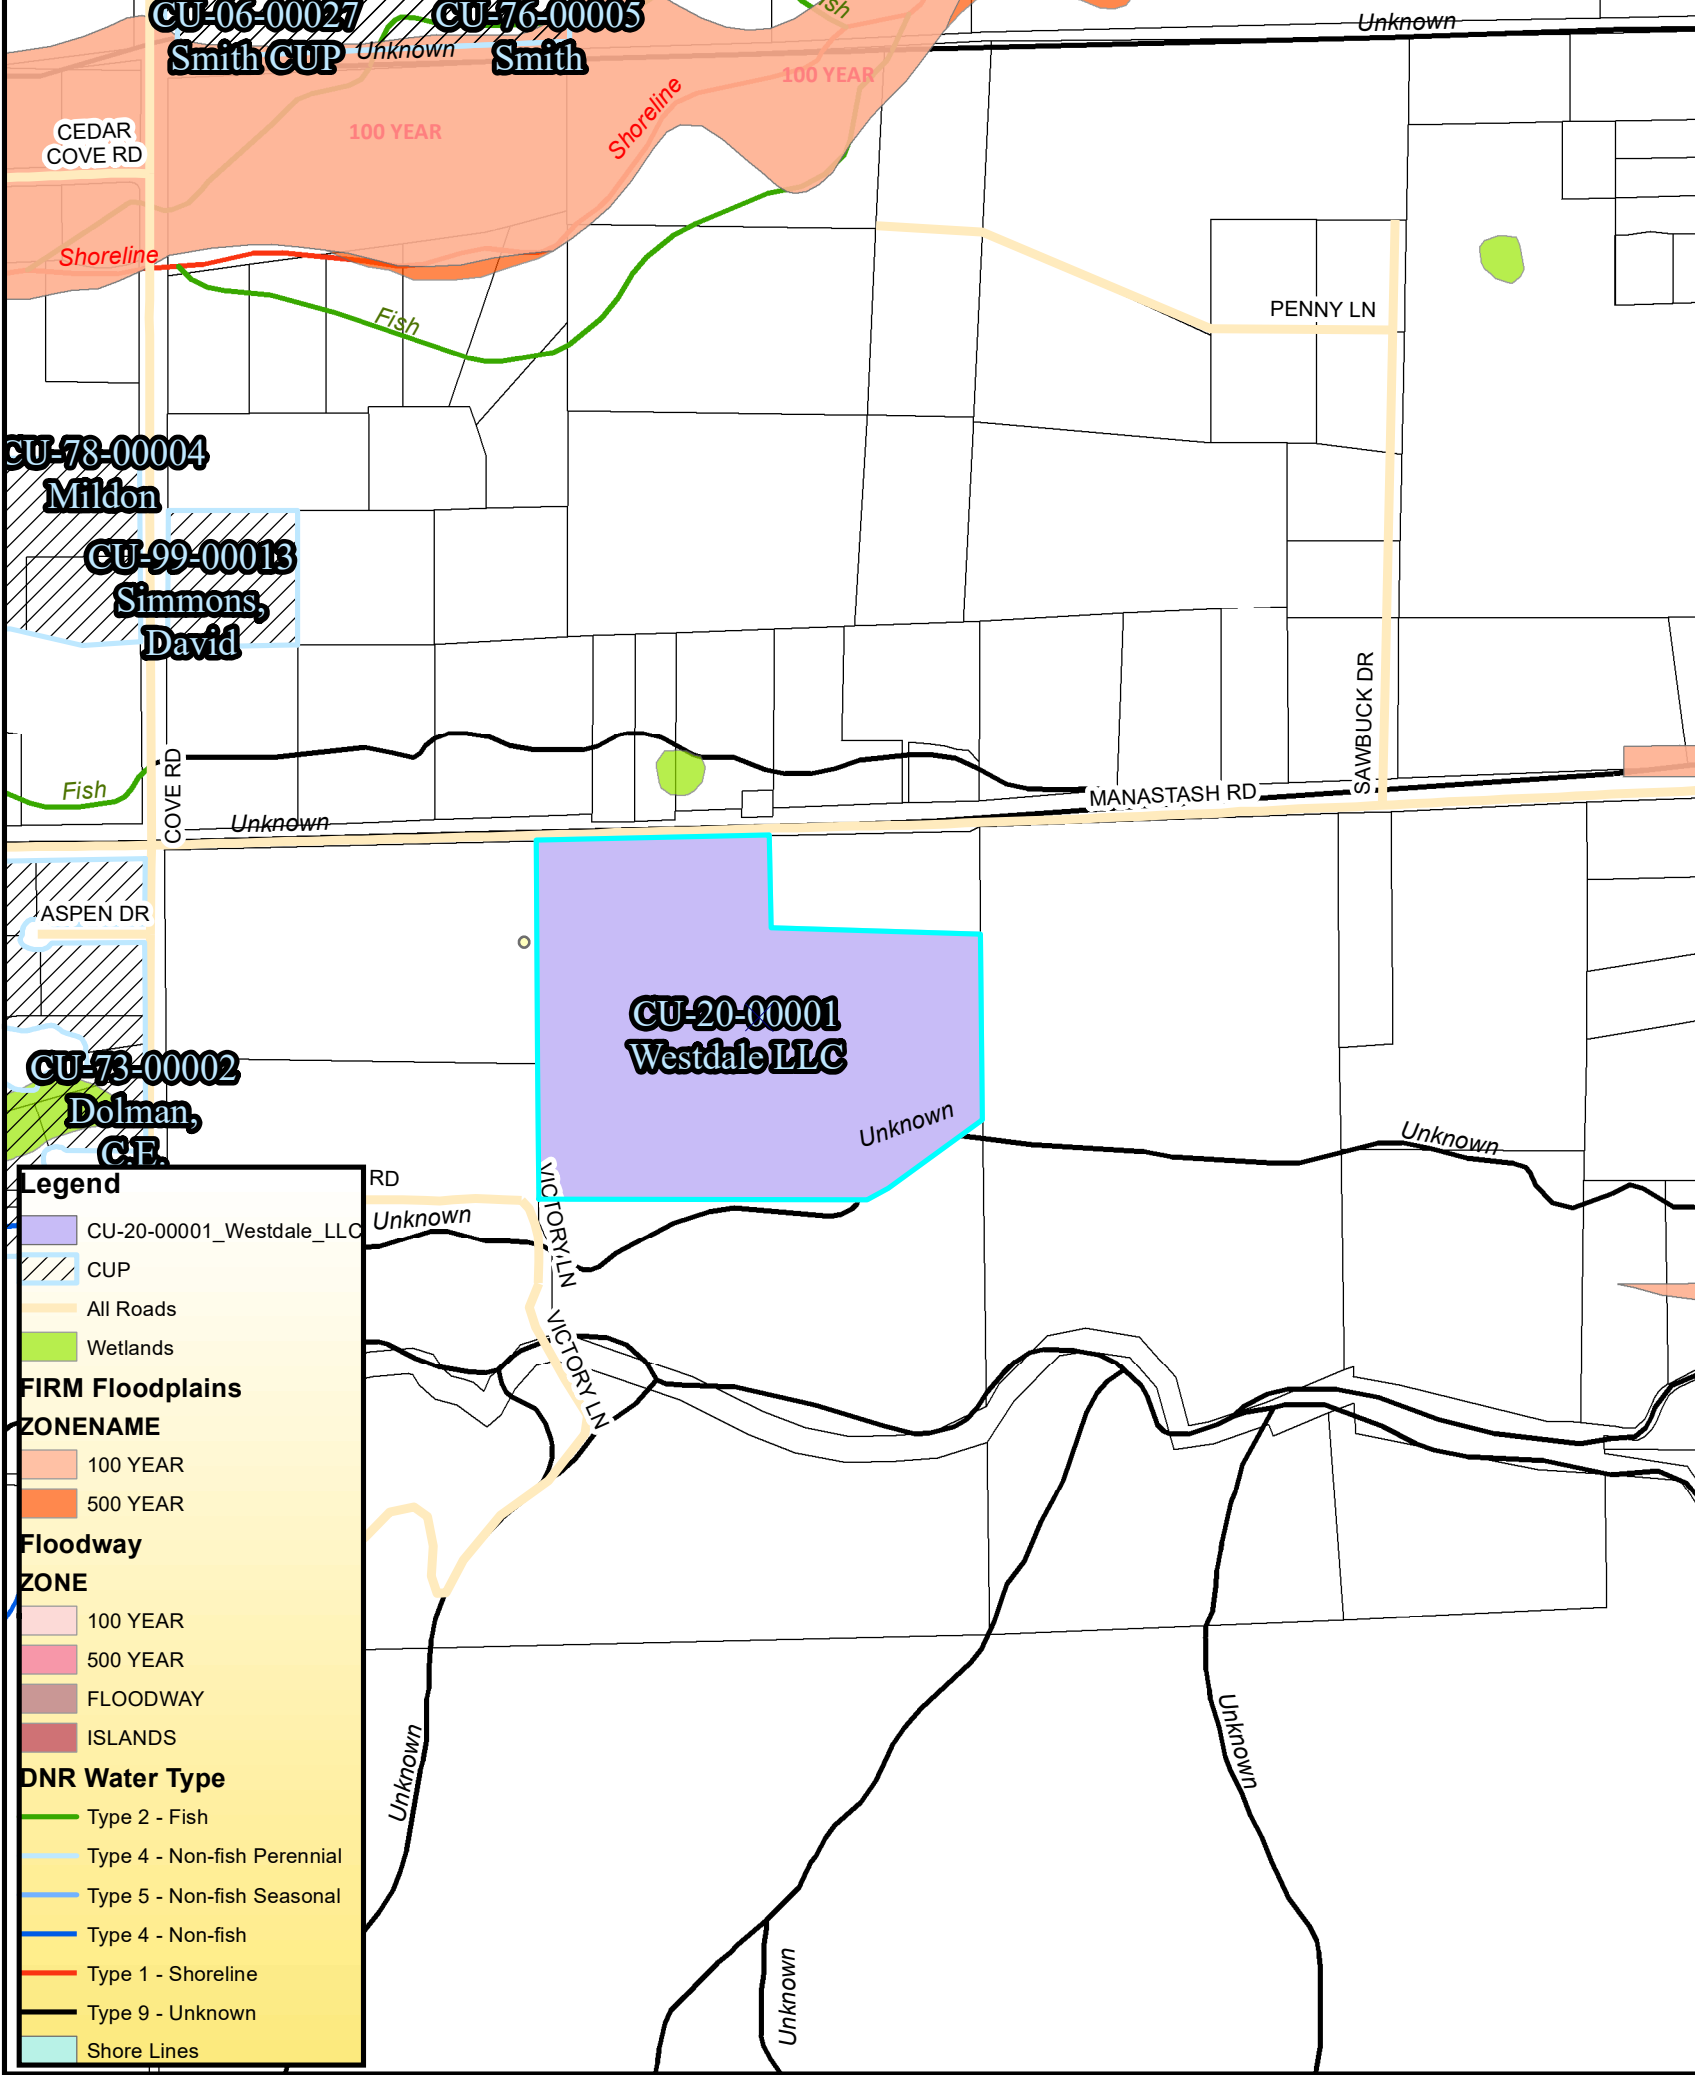 CU-06-00027
Smith CUP
CU-76-00005
Smith
Unknown
Unknown
100 YEAR
100 YEAR
Shoreline
CEDAR
COVE RD
Shoreline
Fish
PENNY LN
CU-78-00004
Mildon
CU-99-00013
Simmons,
David
SAWBUCK DR
COVE RD
Fish
Unknown
MANASTASH RD
ASPEN DR
CU-20-00001
Westdale LLC
CU-73-00002
Dolman,
C.E.
Unknown
Unknown
RD
VICTORY LN
Unknown
VICTORY LN
Unknown
Unknown
Unknown
Legend
CU-20-00001_Westdale_LLC
CUP
All Roads
Wetlands
FIRM Floodplains
ZONENAME
100 YEAR
500 YEAR
Floodway
ZONE
100 YEAR
500 YEAR
FLOODWAY
ISLANDS
DNR Water Type
Type 2 - Fish
Type 4 - Non-fish Perennial
Type 5 - Non-fish Seasonal
Type 4 - Non-fish
Type 1 - Shoreline
Type 9 - Unknown
Shore Lines